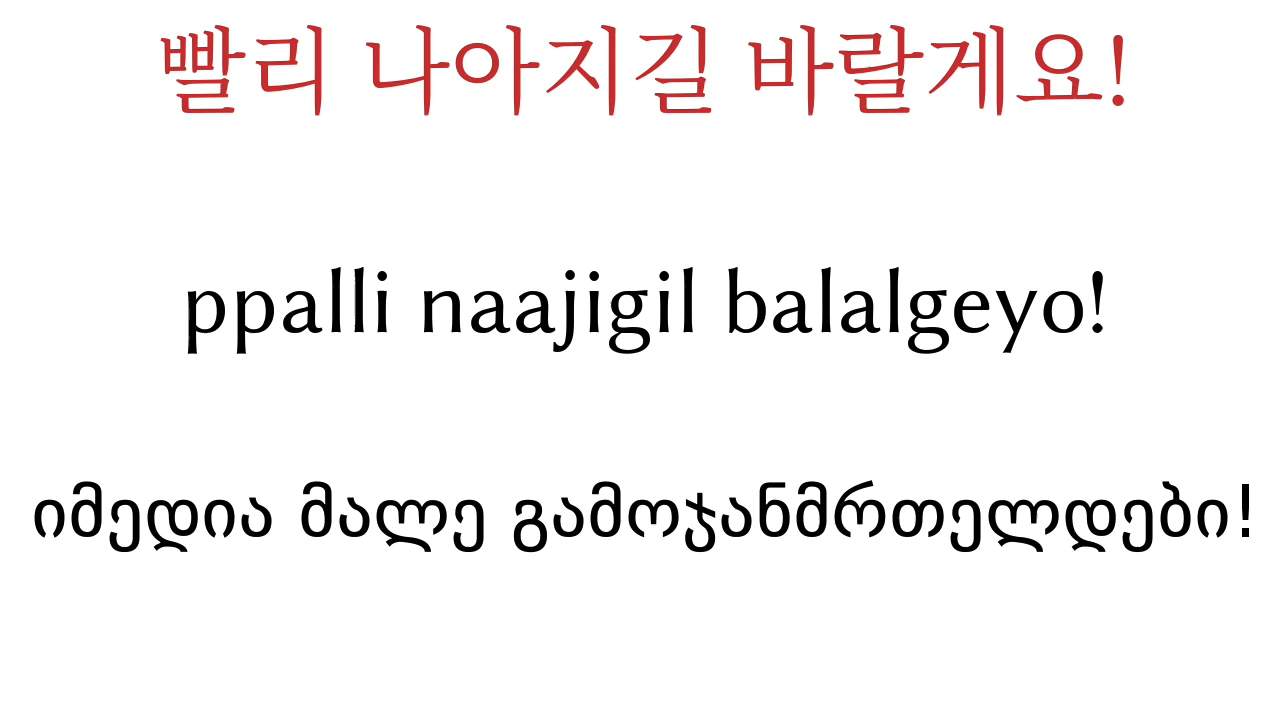 빨리 나아지길 바랄게요!
ppalli naajigil balalgeyo!
იმედია მალე გამოჯანმრთელდები!